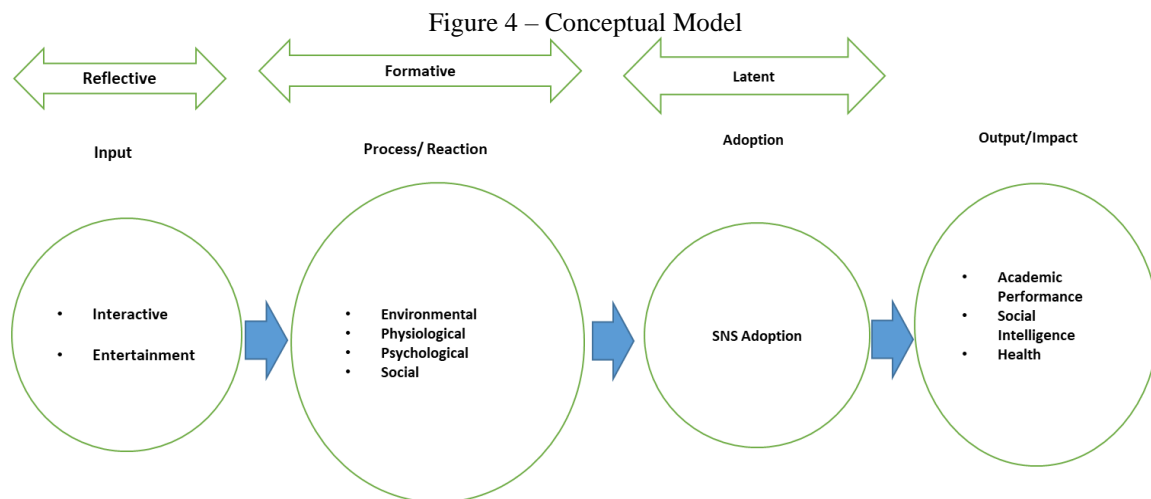 Figure 4 – Conceptual Model
Reflective
Formative
Latent
Input
Process/ Reaction
Adoption
Output/Impact
• Interactive
• Entertainment
• Environmental
• Physiological
• Psychological
• Social
SNS Adoption
• Academic
Performance
• Social
Intelligence
• Health